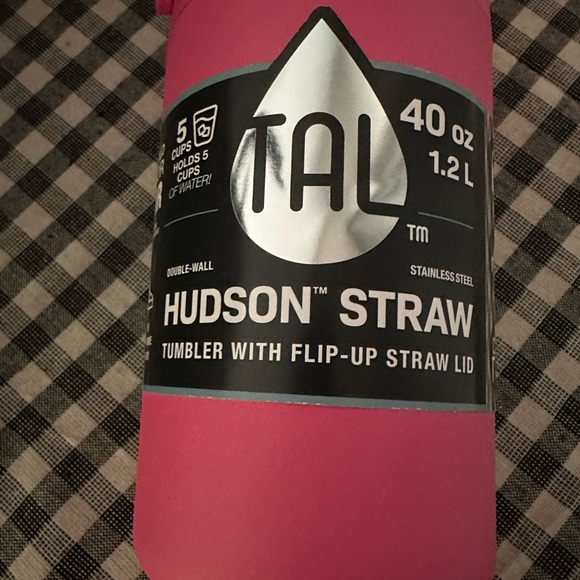 5
CUPS
HOLDS 5
CUPS
OF WATER!
TAL
TM
40 oz
1.2 L
DOUBLE-WALL
STAINLESS STEEL
HUDSON™ STRAW
TUMBLER WITH FLIP-UP STRAW LID